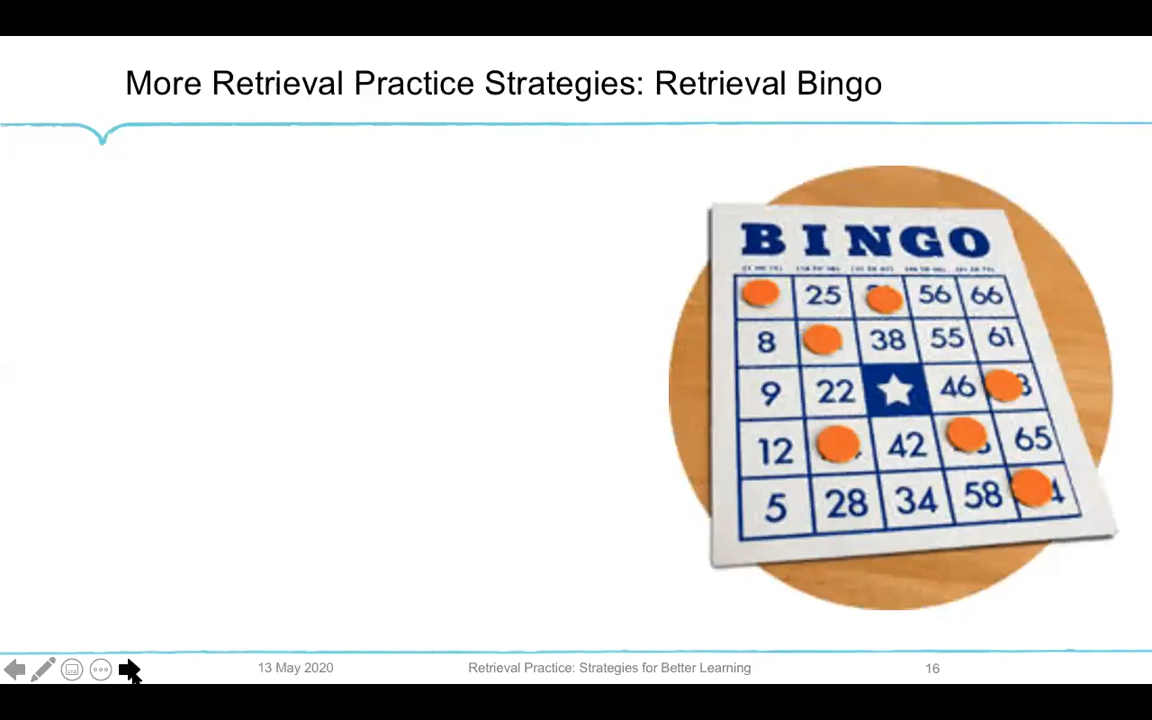 More Retrieval Practice Strategies: Retrieval Bingo
BINGO
25 56 66
8 38 55 61
9 22 46
12 42 65
5 28 34 58
13 May 2020 Retrieval Practice: Strategies for Better Learning 16